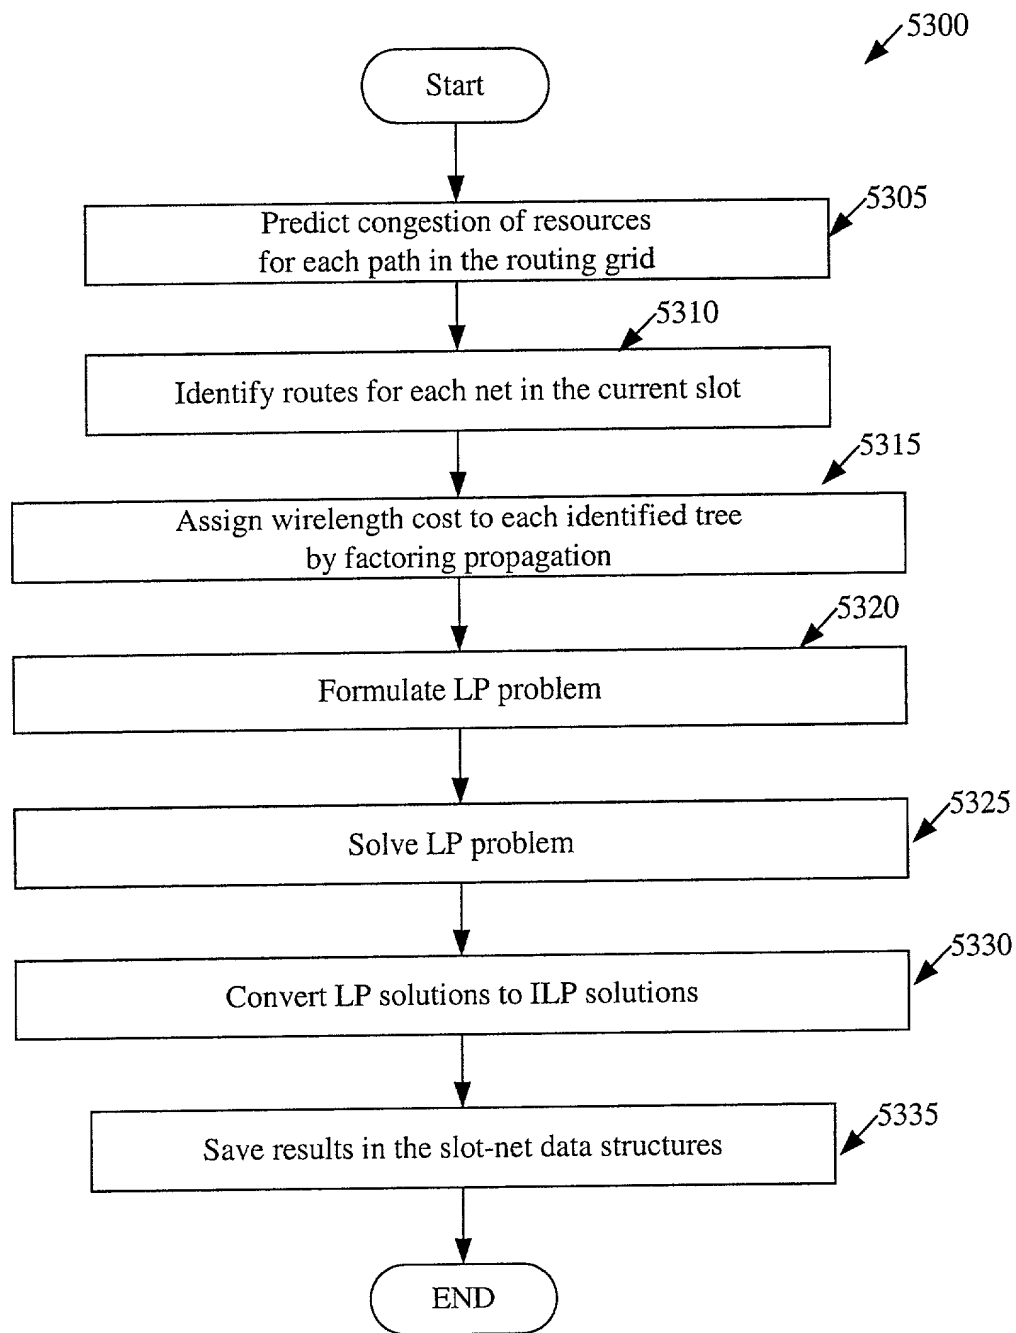 5300
Start
5305
Predict congestion of resources
for each path in the routing grid
5310
Identify routes for each net in the current slot
5315
Assign wirelength cost to each identified tree
by factoring propagation
5320
Formulate LP problem
5325
Solve LP problem
5330
Convert LP solutions to ILP solutions
5335
Save results in the slot-net data structures
END